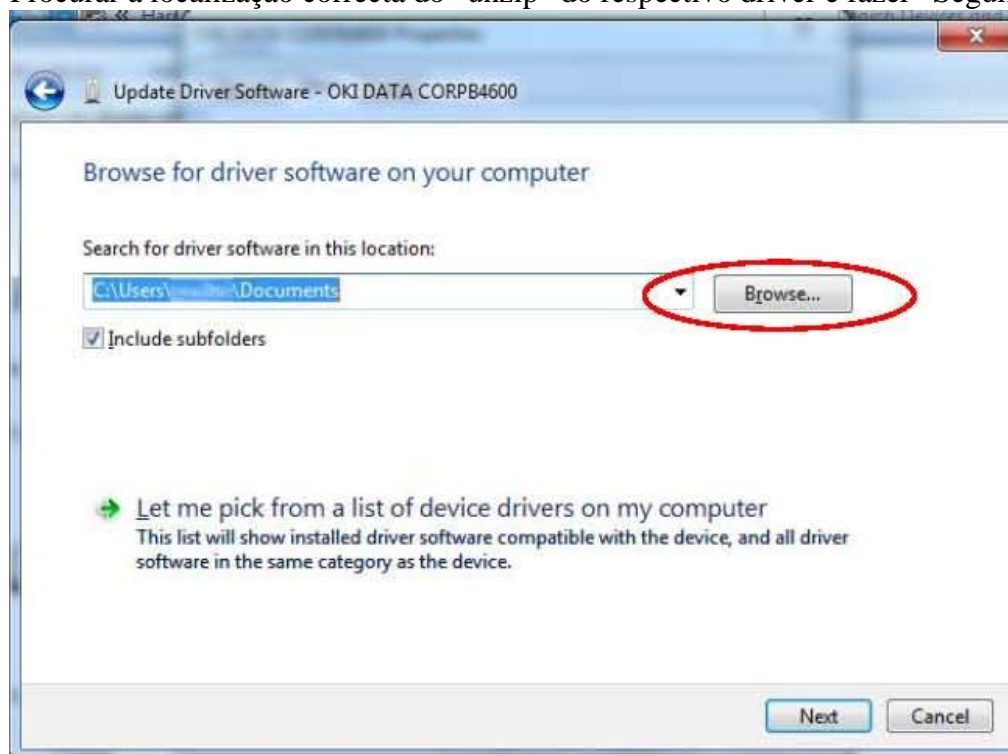 Procurar a localização correcta do "unzip" do respectivo driver e fazer "Segui
Update Driver Software - OKI DATA CORPB4600
Browse for driver software on your computer
Search for driver software in this location:
C:\Users\ \Documents
Browse...
Include subfolders
Let me pick from a list of device drivers on my computer
This list will show installed driver software compatible with the device, and all driver
software in the same category as the device.
Next
Cancel